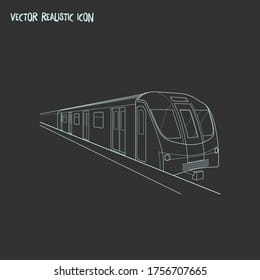 VECTOR REALISTIC ICON
shutterstock.com · 1756707665